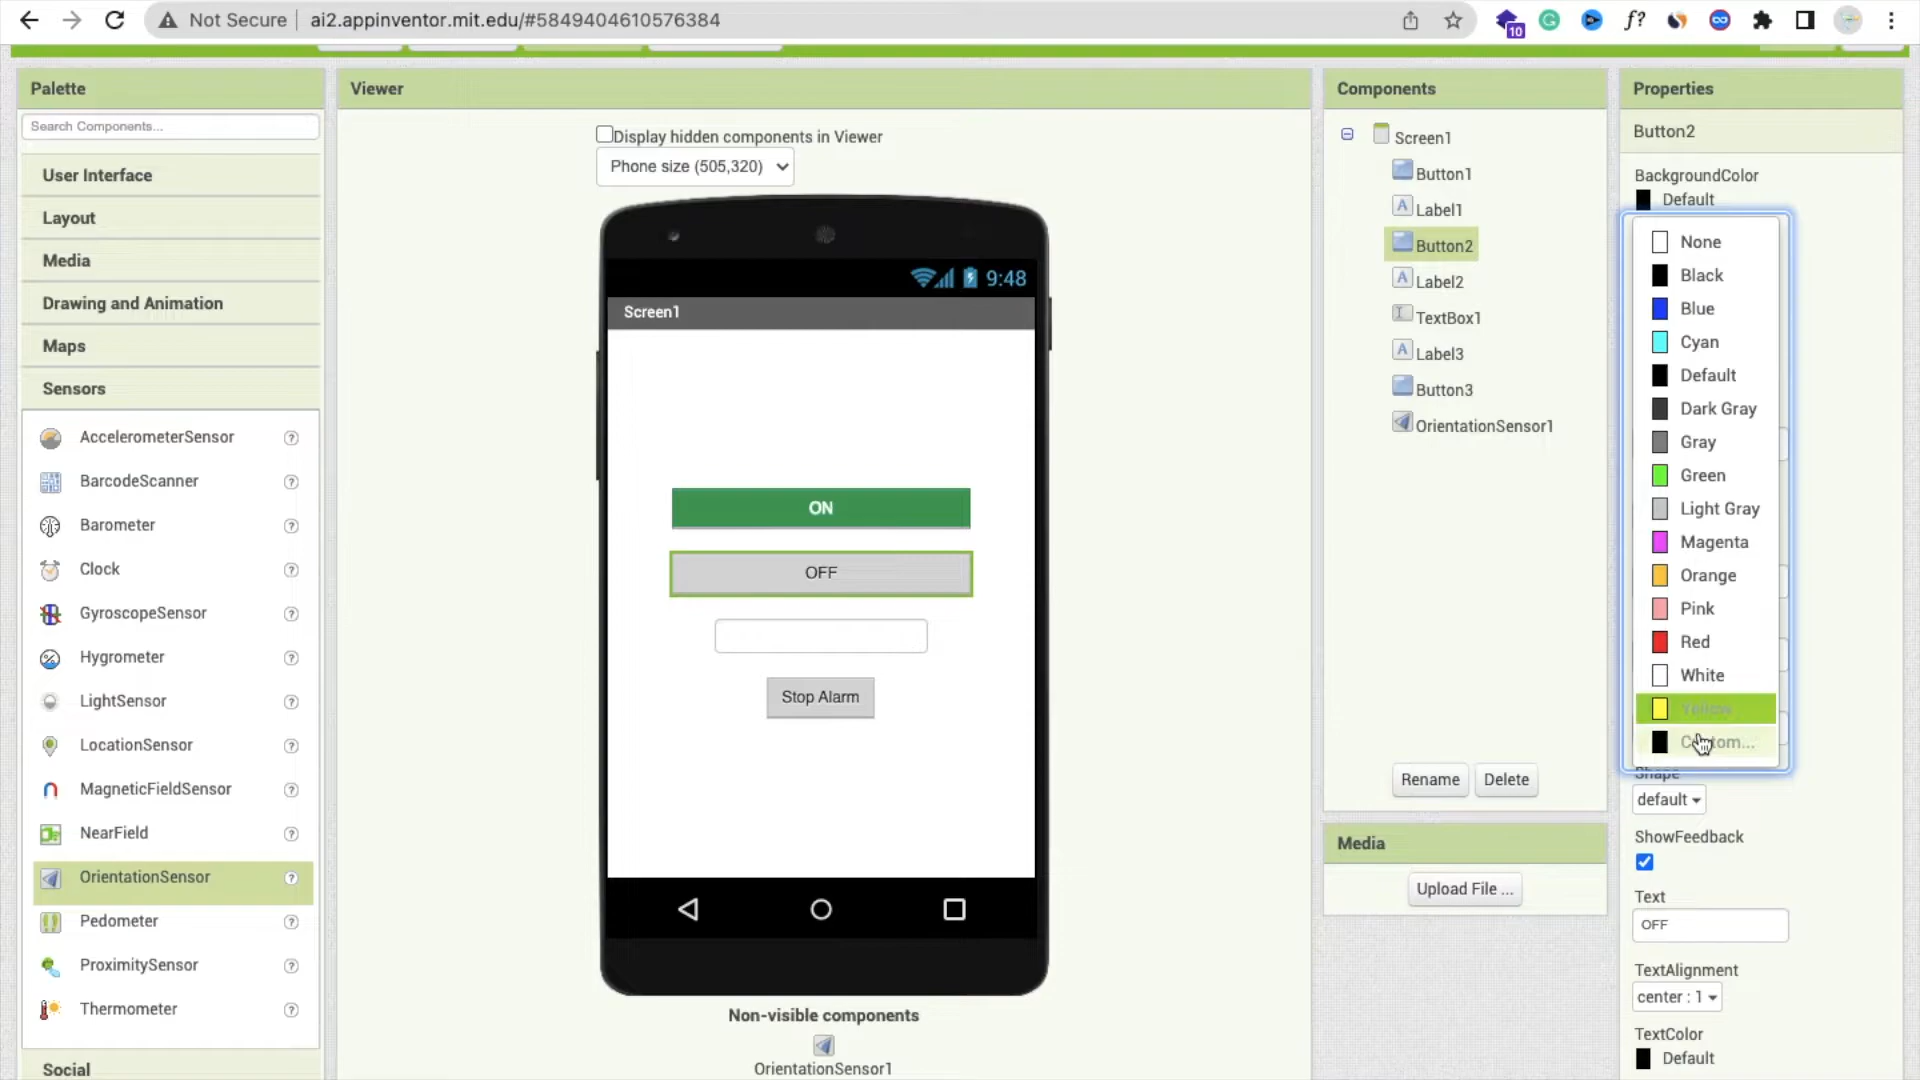 Not Secure
ai2.appinventor.mit.edu/#5849404610576384
f?
10
Palette
Search Components...
User Interface
Layout
Media
Drawing and Animation
Maps
Sensors
AccelerometerSensor ?
BarcodeScanner ?
Barometer ?
Clock ?
GyroscopeSensor ?
Hygrometer ?
LightSensor ?
LocationSensor ?
MagneticFieldSensor ?
NearField ?
OrientationSensor ?
Pedometer ?
ProximitySensor ?
Thermometer ?
Social
Viewer
Display hidden components in Viewer
Phone size (505,320)
9:48
Screen1
ON
OFF
Stop Alarm
Non-visible components
OrientationSensor1
Components
Screen1
Button1
A Label1
Button2
A Label2
TextBox1
A Label3
Button3
OrientationSensor1
Rename Delete
Media
Upload File ...
Properties
Button2
BackgroundColor
Default
None
Black
Blue
Cyan
Default
Dark Gray
Gray
Green
Light Gray
Magenta
Orange
Pink
Red
White
Yellow
Shape
default
ShowFeedback
Text
OFF
TextAlignment
center : 1
TextColor
Default